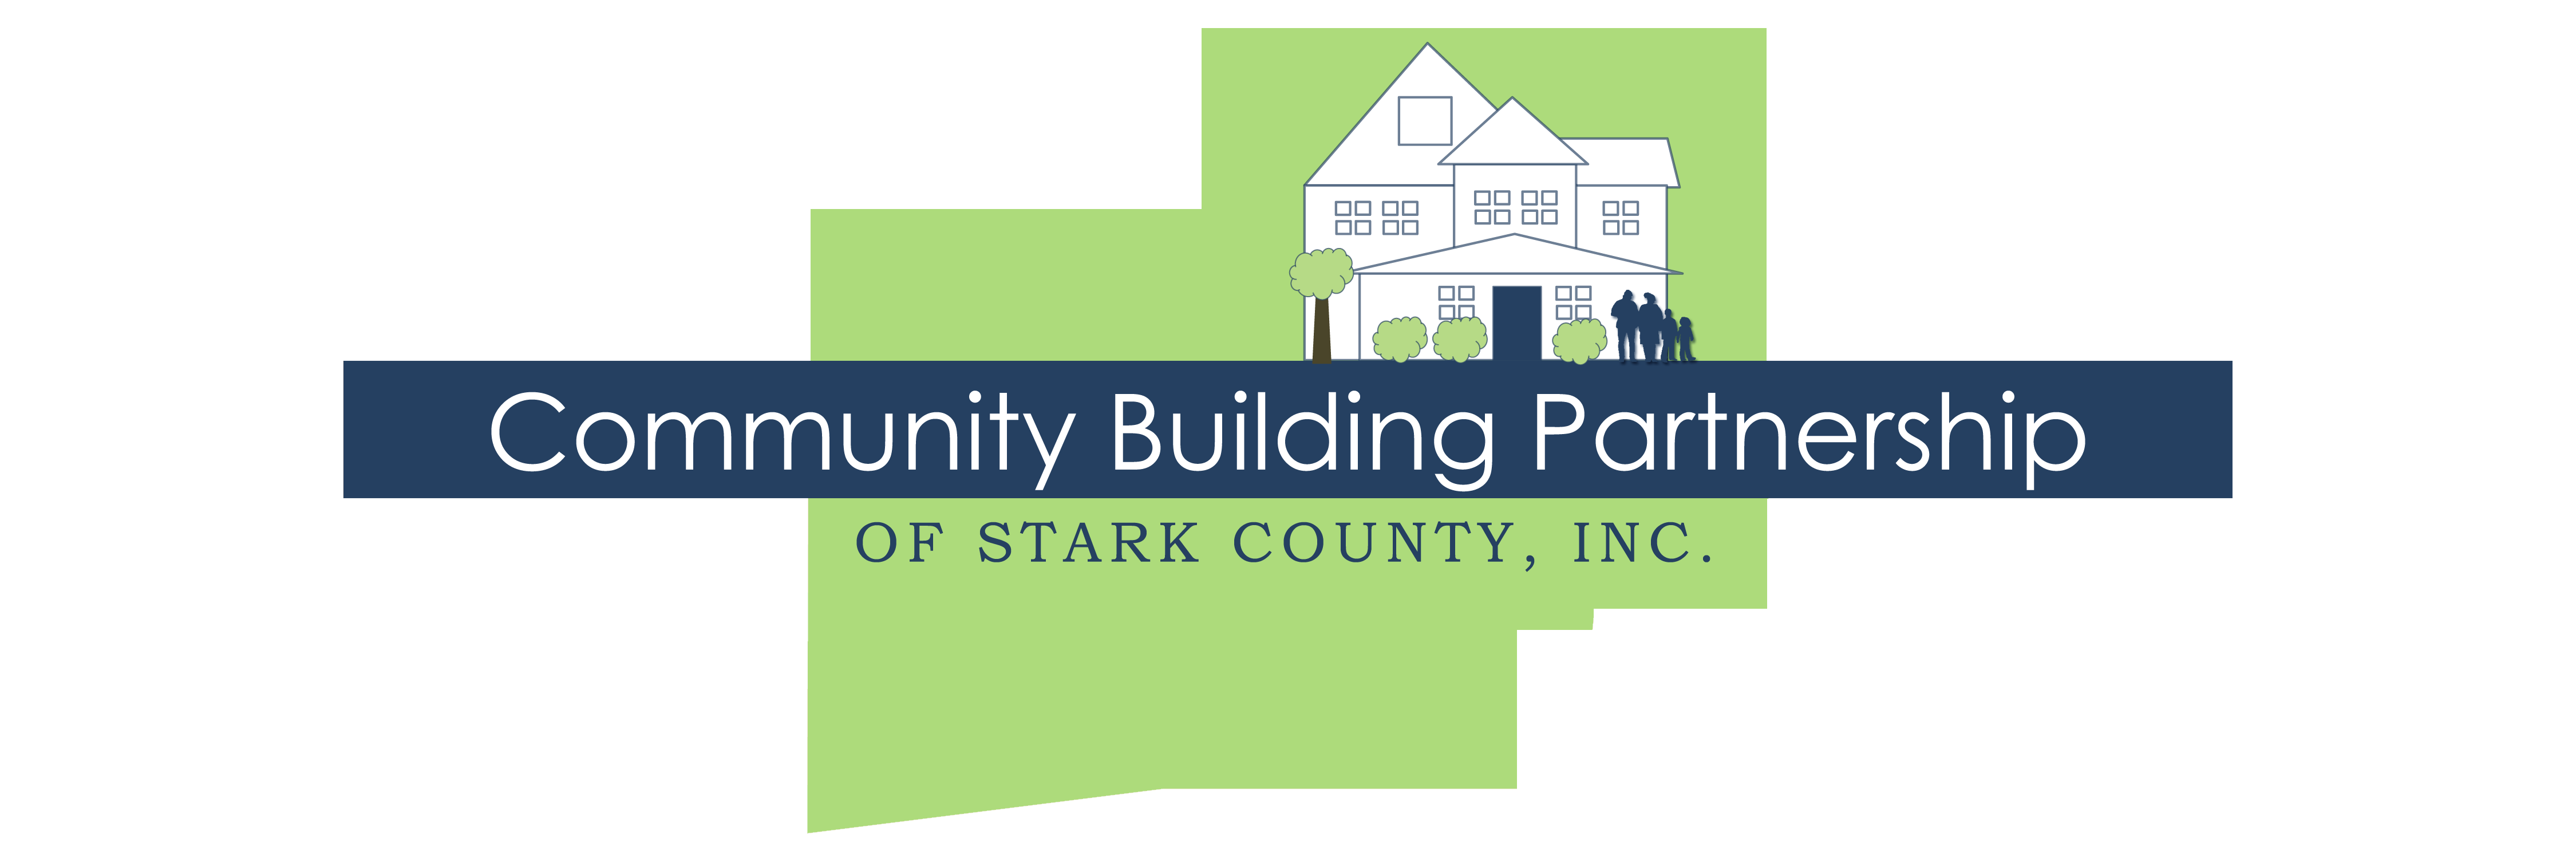 Community Building Partnership
OF STARK COUNTY, INC.